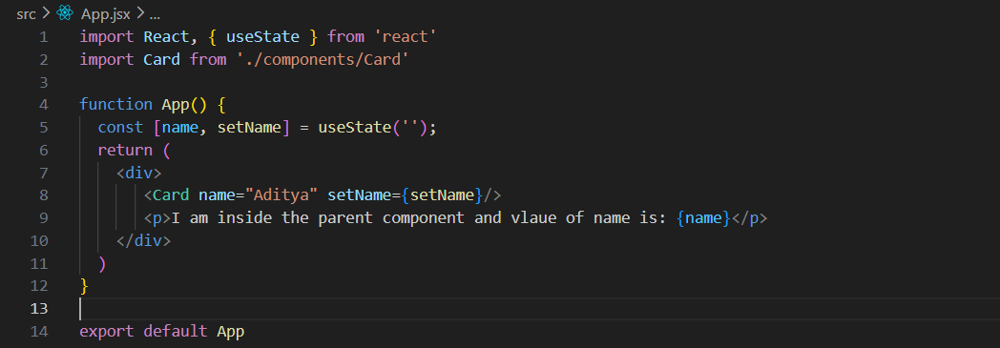 src > App.jsx > ...
1 import React, { useState } from 'react'
2 import Card from './components/Card'
3
4 function App() {
5   const [name, setName] = useState('');
6   return (
7     <div>
8        <Card name="Aditya" setName={setName}/>
9        <p>I am inside the parent component and vlaue of name is: {name}</p>
10     </div>
11   )
12 }
13
14 export default App